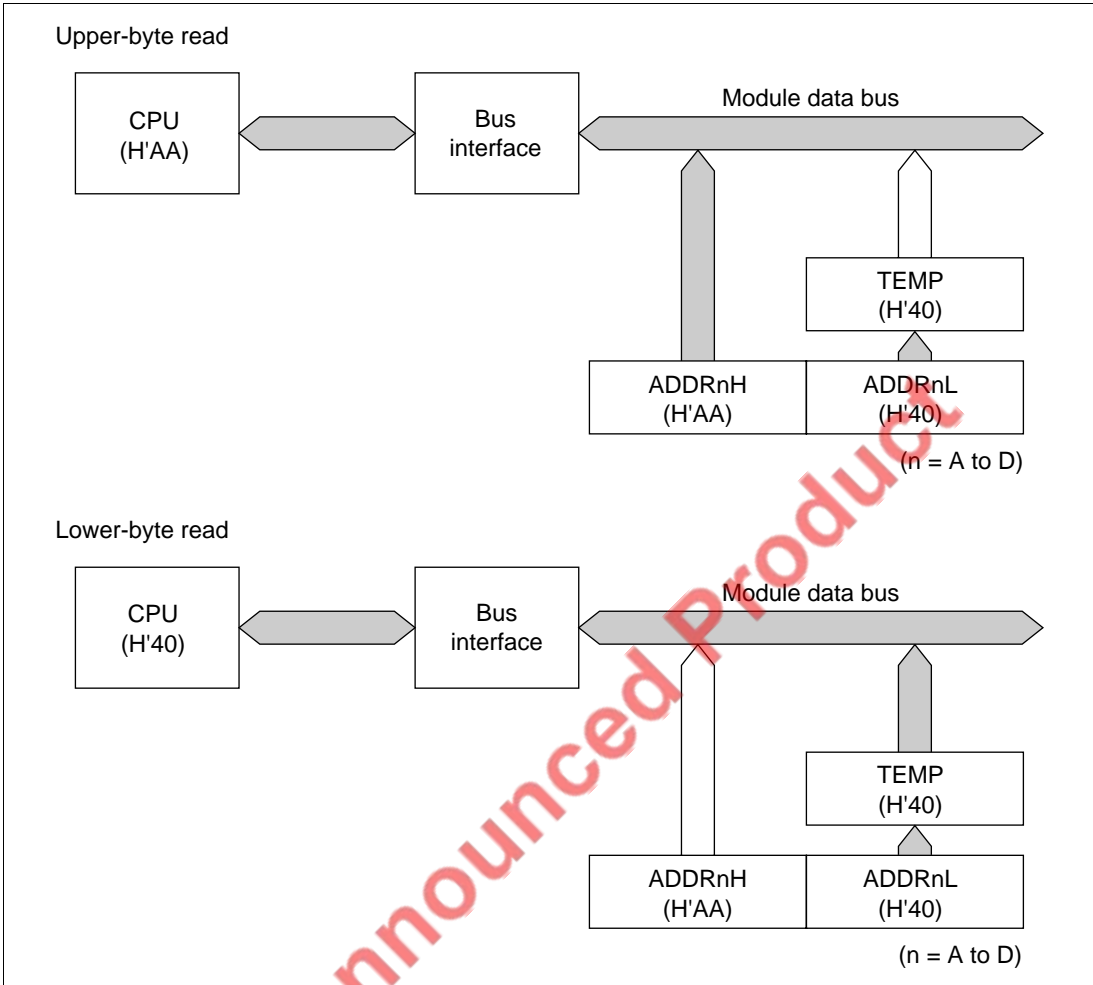 Upper-byte read
CPU
(H'AA)
Bus
interface
Module data bus
TEMP
(H'40)
ADDRnH
(H'AA)
ADDRnL
(H'40)
(n = A to D)
Lower-byte read
CPU
(H'40)
Bus
interface
Module data bus
TEMP
(H'40)
ADDRnH
(H'AA)
ADDRnL
(H'40)
(n = A to D)
nnounced Product